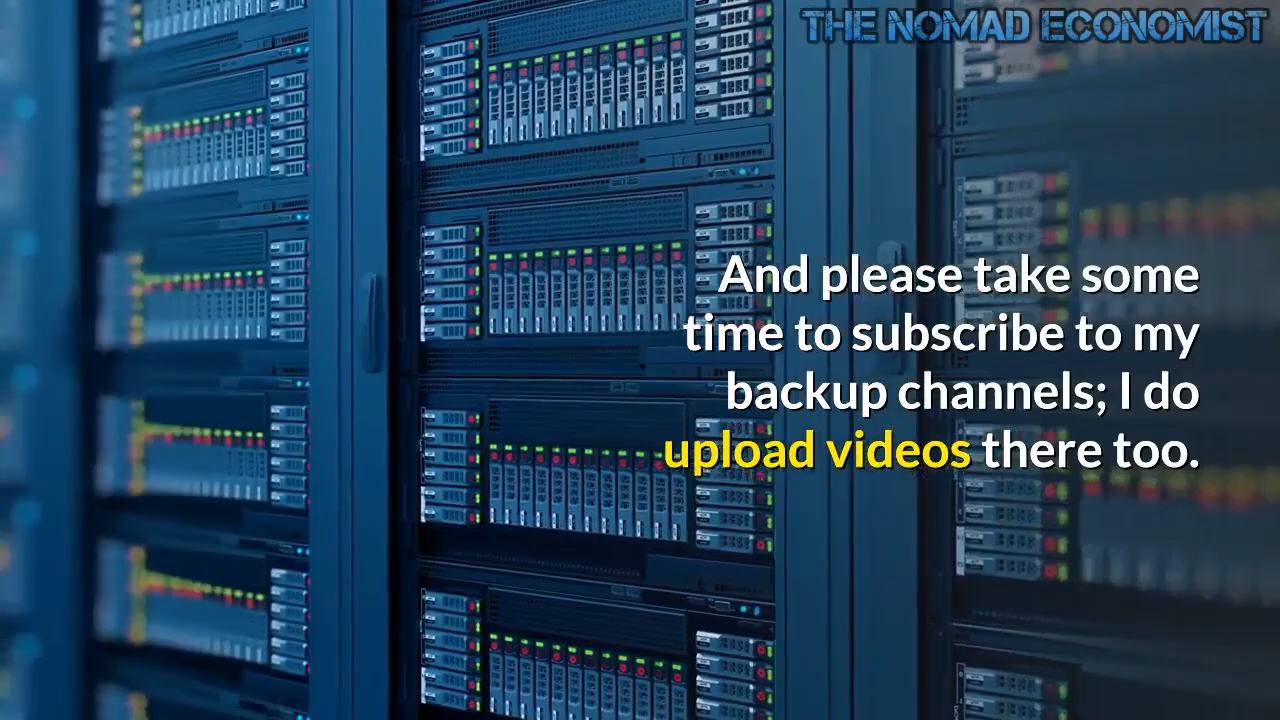 THE NOMAD ECONOMIST
And please take some
time to subscribe to my
backup channels; I do
upload videos there too.